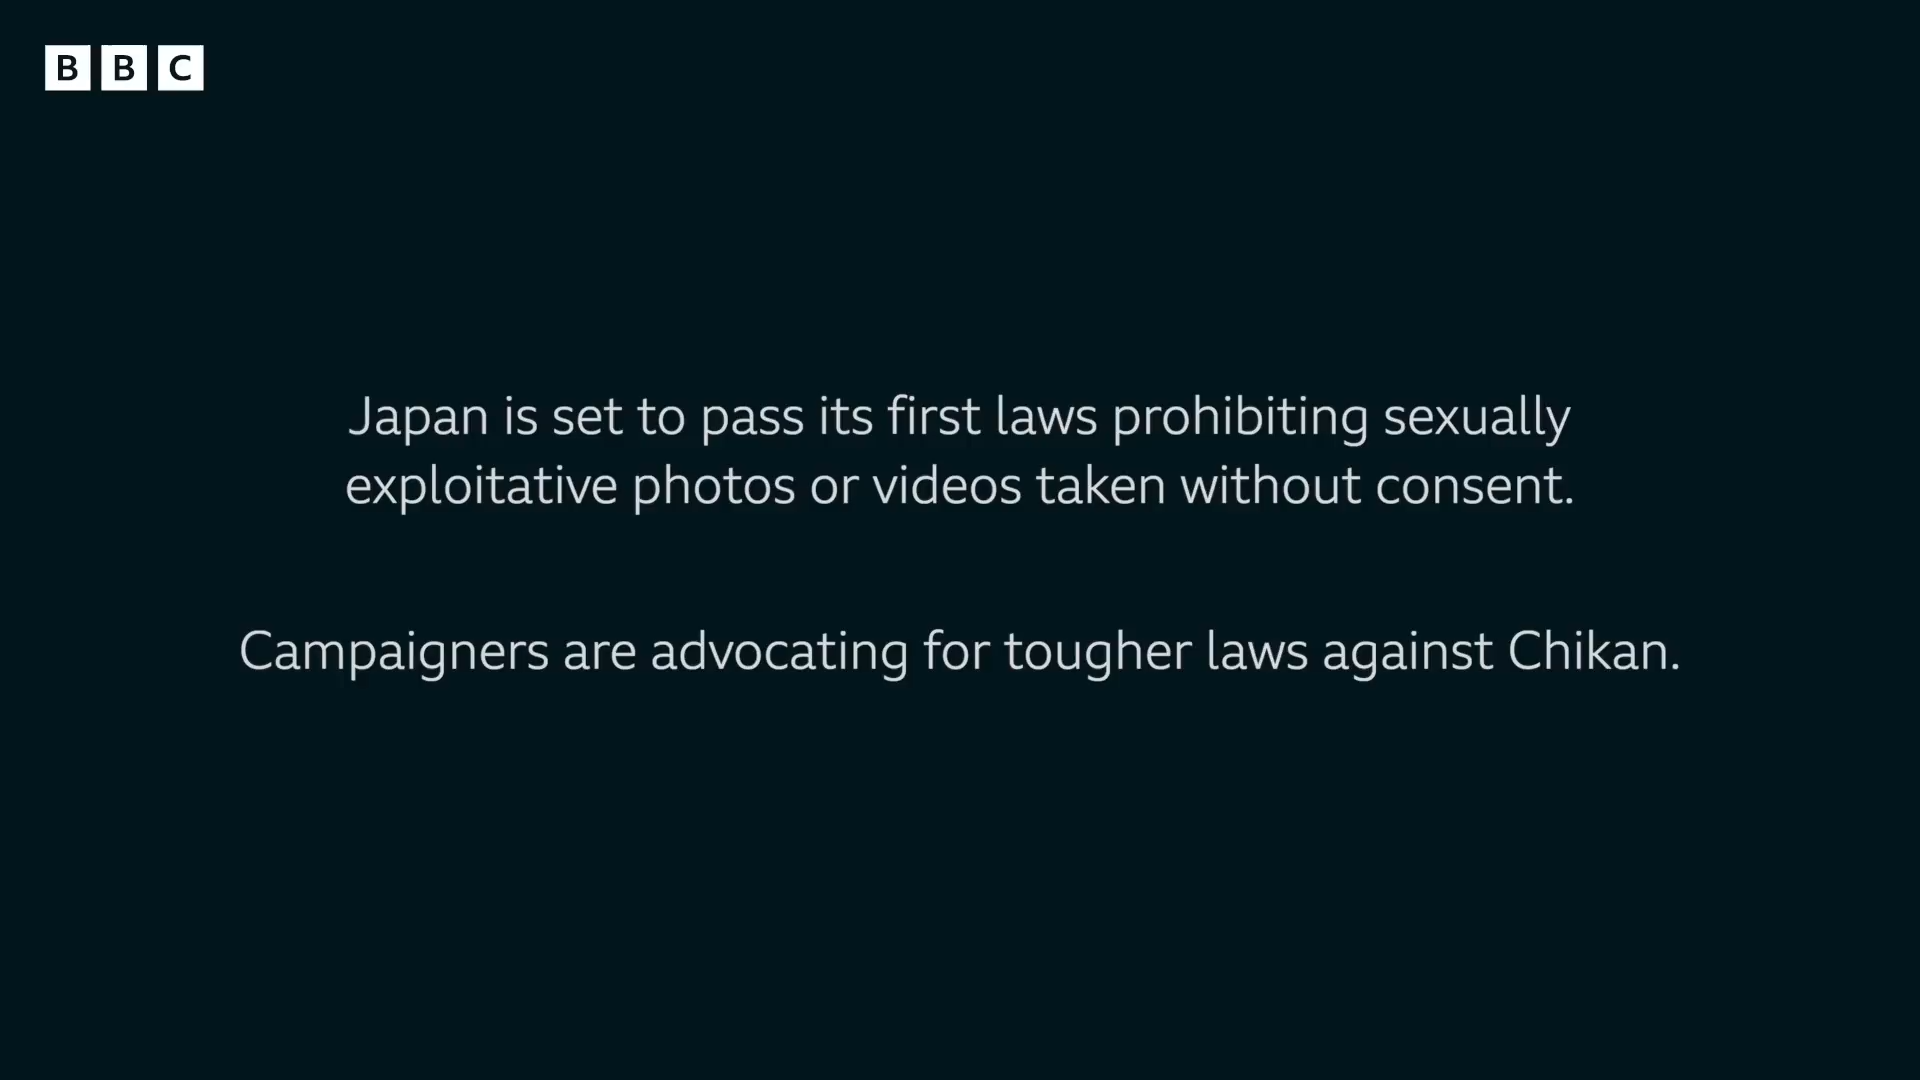 BBC
Japan is set to pass its first laws prohibiting sexually
exploitative photos or videos taken without consent.
Campaigners are advocating for tougher laws against Chikan.